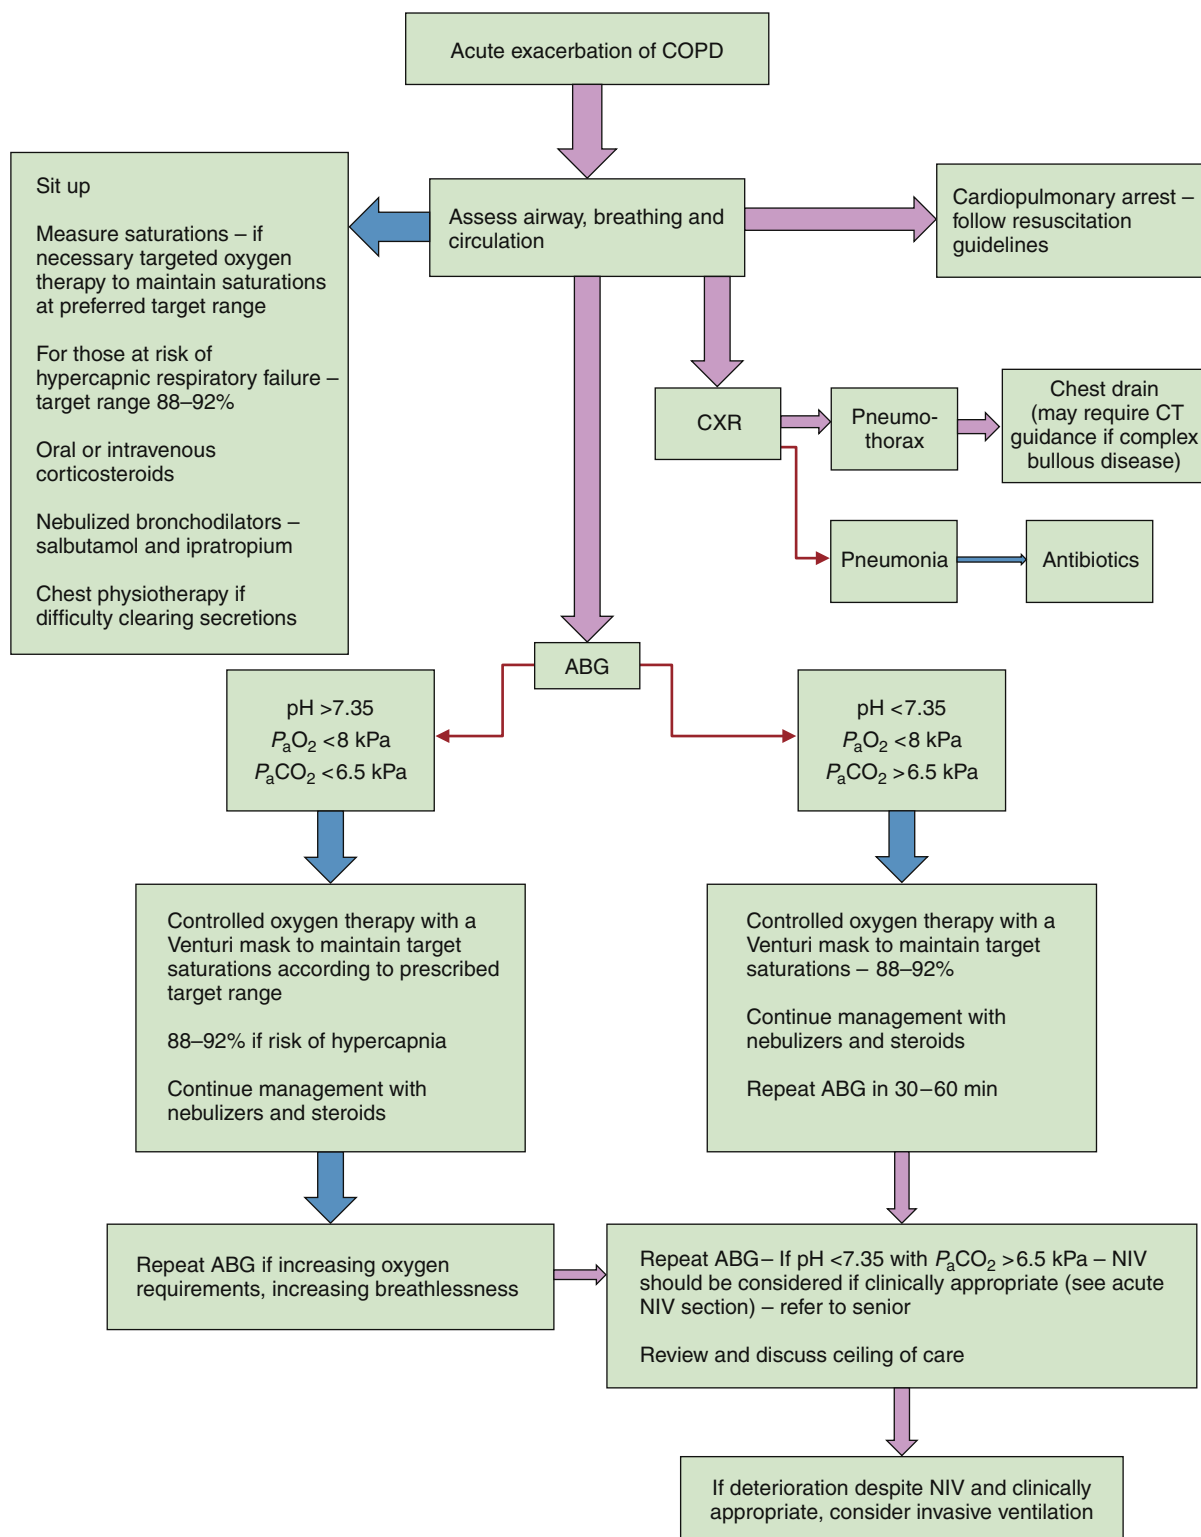 Acute exacerbation of COPD
Sit up
Measure saturations – if
necessary targeted oxygen
therapy to maintain saturations
at preferred target range
For those at risk of
hypercapnic respiratory failure –
target range 88–92%
Oral or intravenous
corticosteroids
Nebulized bronchodilators –
salbutamol and ipratropium
Chest physiotherapy if
difficulty clearing secretions
Assess airway, breathing and
circulation
Cardiopulmonary arrest –
follow resuscitation
guidelines
CXR
Pneumo-
thorax
Chest drain
(may require CT
guidance if complex
bullous disease)
Pneumonia
Antibiotics
ABG
pH >7.35
PaO2 <8 kPa
PaCO2 <6.5 kPa
pH <7.35
PaO2 <8 kPa
PaCO2 >6.5 kPa
Controlled oxygen therapy with a
Venturi mask to maintain target
saturations according to prescribed
target range
88–92% if risk of hypercapnia
Continue management with
nebulizers and steroids
Controlled oxygen therapy with a
Venturi mask to maintain target
saturations – 88–92%
Continue management with
nebulizers and steroids
Repeat ABG in 30–60 min
Repeat ABG if increasing oxygen
requirements, increasing breathlessness
Repeat ABG– If pH <7.35 with PaCO2 >6.5 kPa – NIV
should be considered if clinically appropriate (see acute
NIV section) – refer to senior
Review and discuss ceiling of care
If deterioration despite NIV and clinically
appropriate, consider invasive ventilation